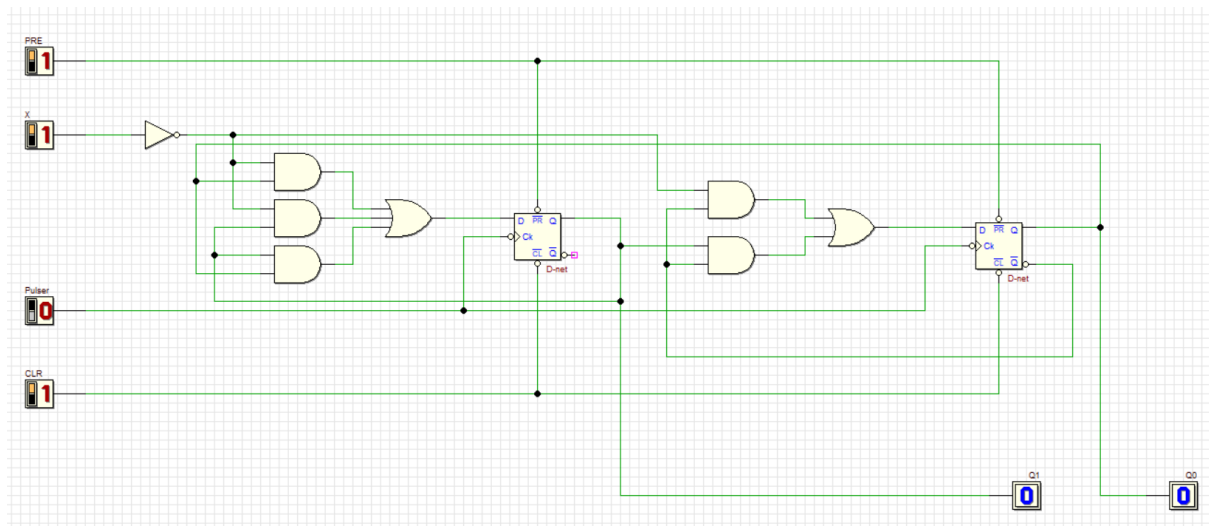 PRE
1
X
1
D PR Q
Ck
CL Q
D-net
D PR Q
Ck
CL Q
D-net
Pulser
0
CLR
1
Q1
0
Q0
0